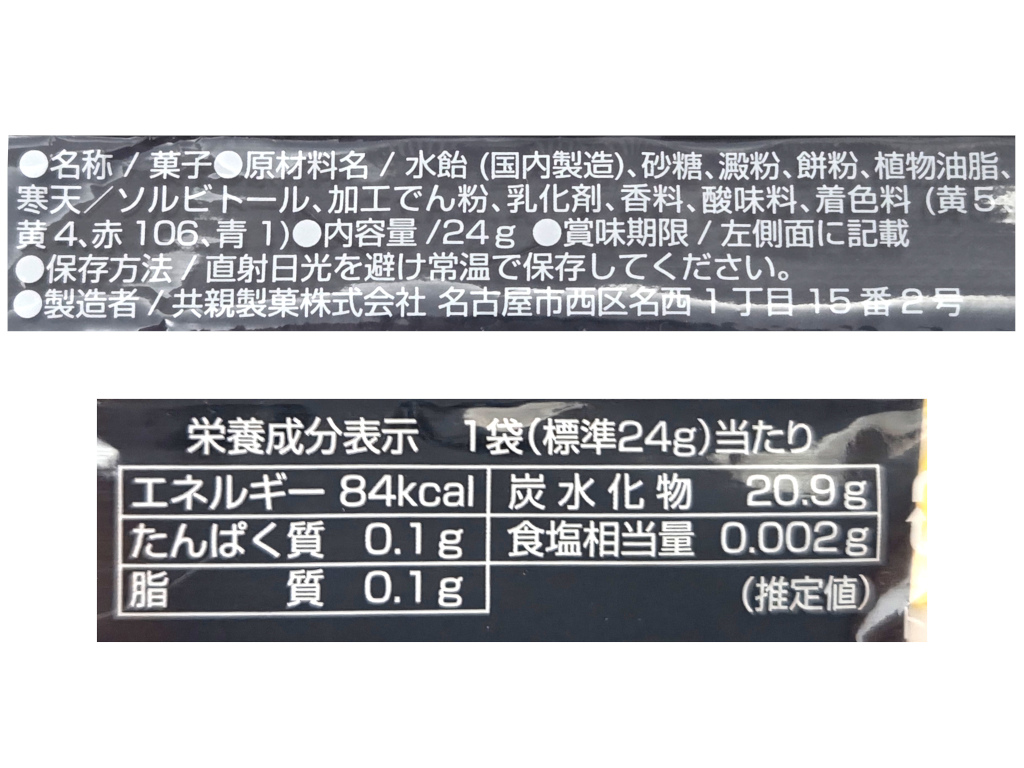 ●名称 / 菓子●原材料名 / 水飴 (国内製造)、砂糖、澱粉、餅粉、植物油脂、
寒天／ソルビトール、加工でん粉、乳化剤、香料、酸味料、着色料 (黄5、
黄4、赤106、青1)●内容量 /24g ●賞味期限 / 左側面に記載
●保存方法 / 直射日光を避け常温で保存してください。
●製造者 / 共親製菓株式会社 名古屋市西区名西1丁目15番2号
栄養成分表示 1袋(標準24g)当たり
エネルギー 84kcal 炭水化物 20.9g
たんぱく質 0.1g 食塩相当量 0.002g
脂質 0.1g (推定値)